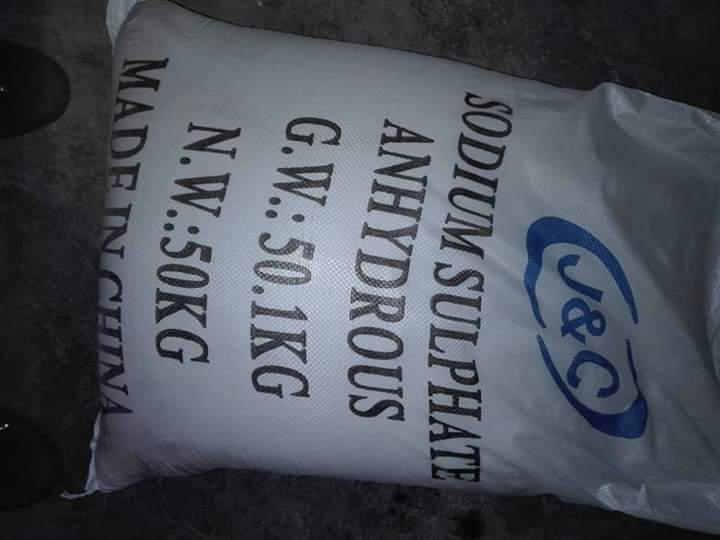 J&C
SODIUM SULPHATE
ANHYDROUS
G.W.:50.1KG
N.W.:50KG
MADE IN CHINA